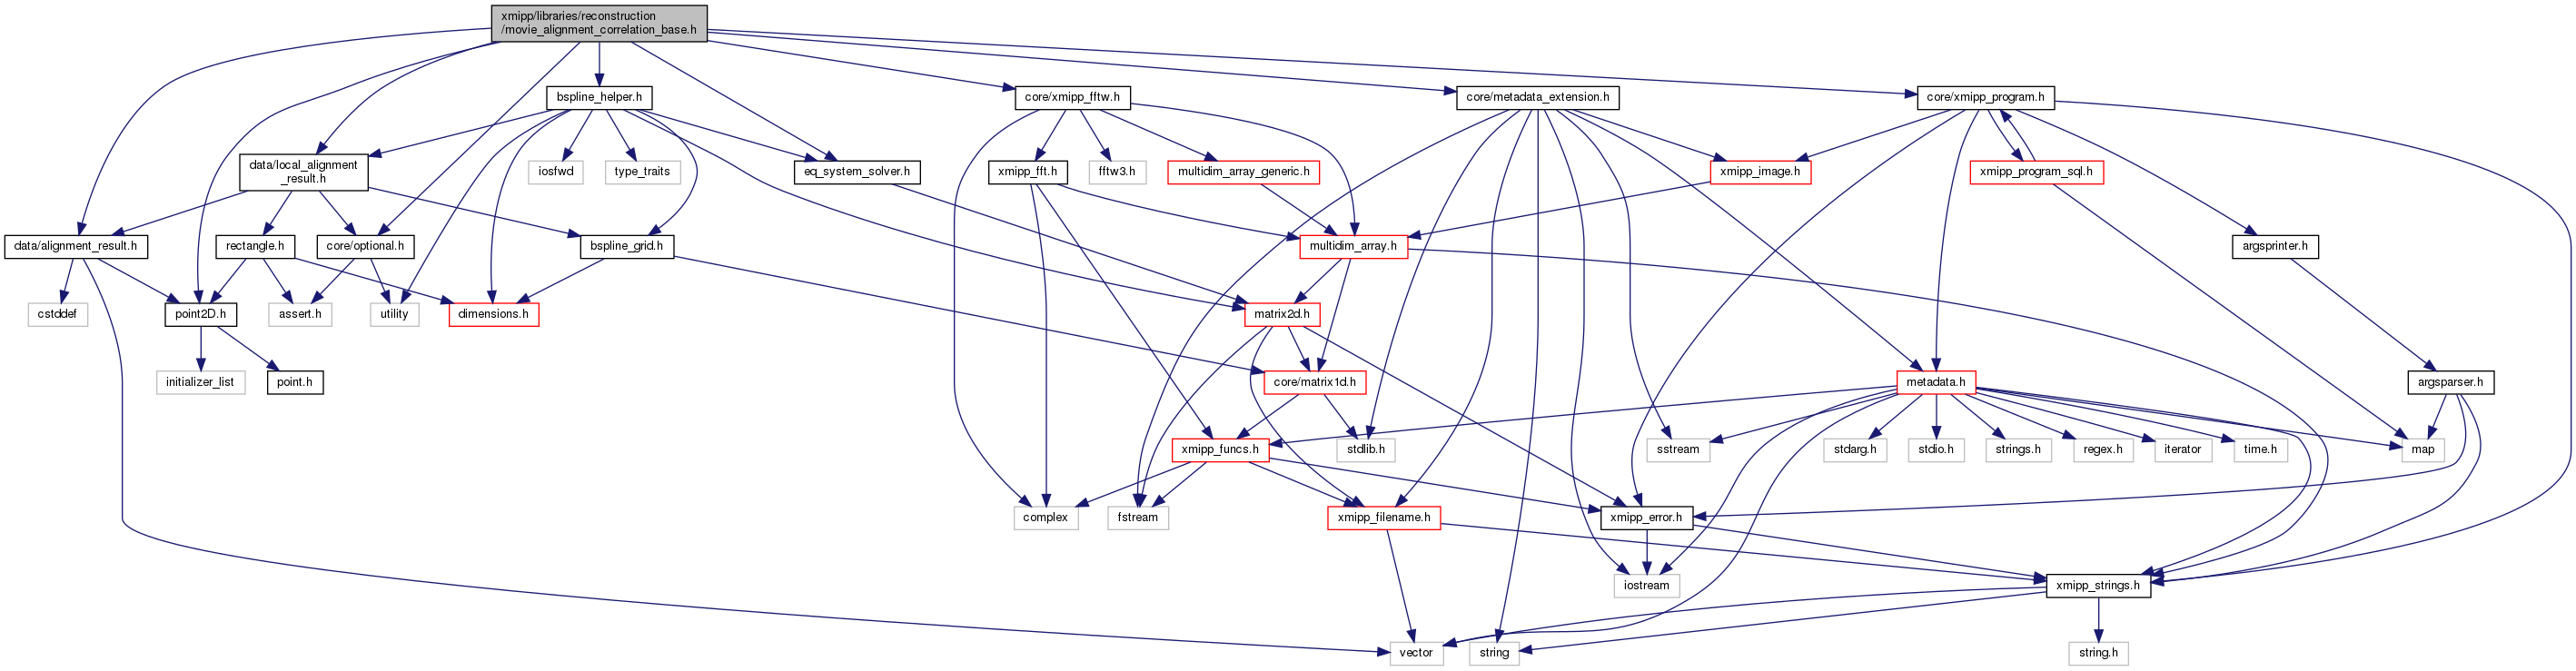 xmipp/libraries/reconstruction
/movie_alignment_correlation_base.h
bspline_helper.h
core/xmipp_fftw.h
core/metadata_extension.h
core/xmipp_program.h
data/local_alignment
_result.h
iosfwd
type_traits
eq_system_solver.h
xmipp_fft.h
fftw3.h
multidim_array_generic.h
xmipp_image.h
xmipp_program_sql.h
data/alignment_result.h
rectangle.h
core/optional.h
bspline_grid.h
multidim_array.h
argsprinter.h
cstddef
point2D.h
assert.h
utility
dimensions.h
matrix2d.h
initializer_list
point.h
core/matrix1d.h
metadata.h
argsparser.h
xmipp_funcs.h
stdlib.h
sstream
stdarg.h
stdio.h
strings.h
regex.h
iterator
time.h
map
complex
fstream
xmipp_filename.h
xmipp_error.h
iostream
xmipp_strings.h
vector
string
string.h